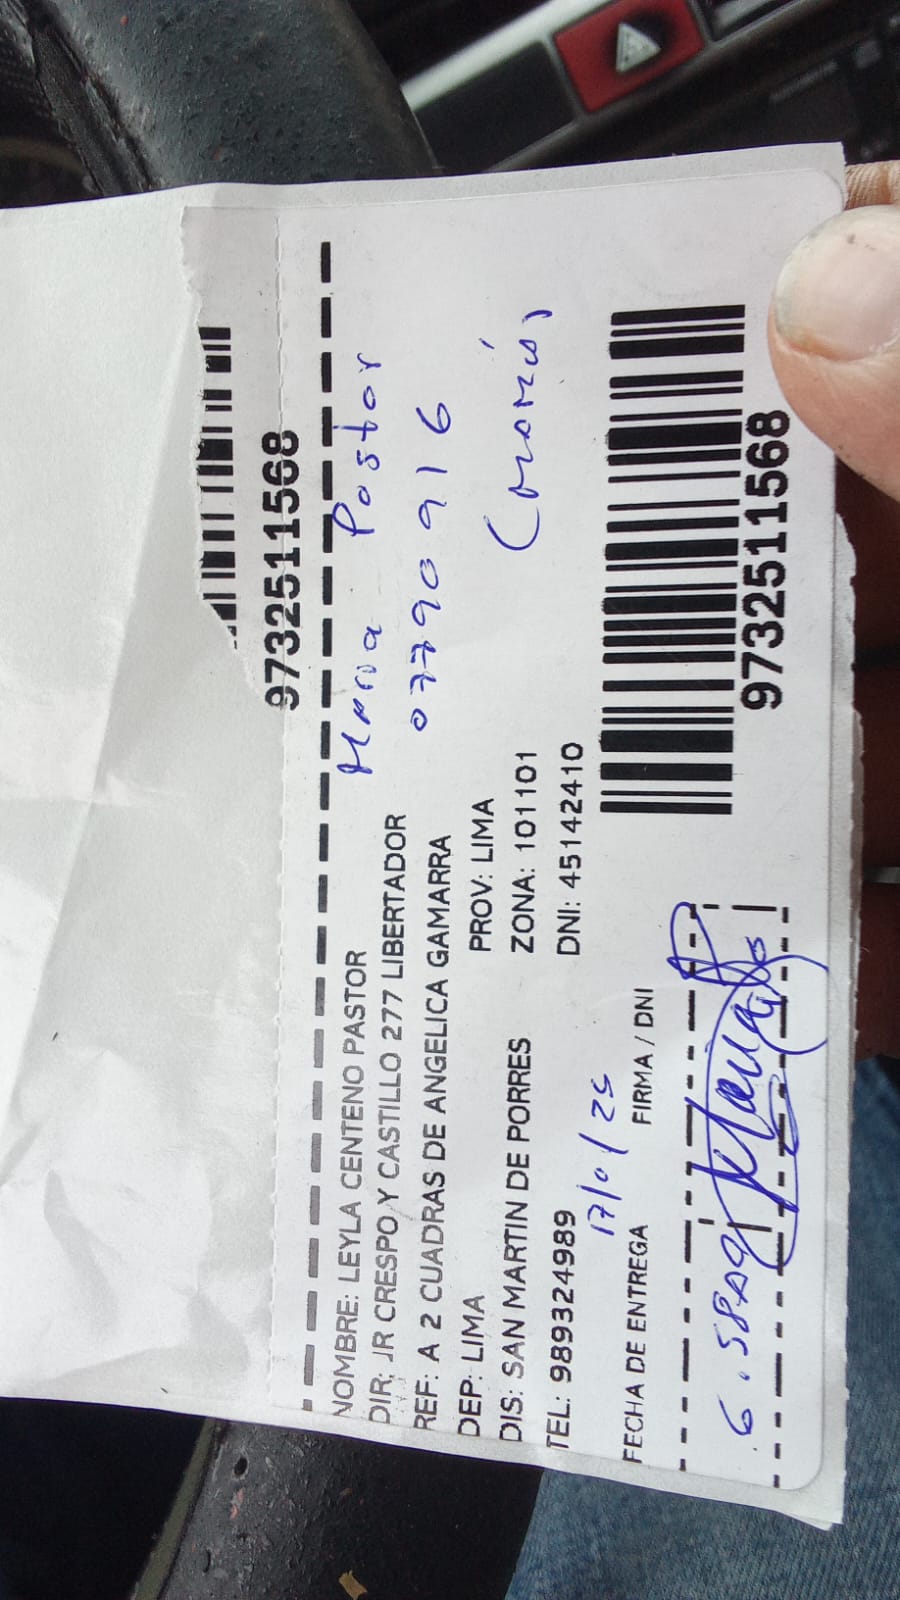 9732511568
NOMBRE: LEYLA CENTENO PASTOR
DIR: JR CRESPO Y CASTILLO 277 LIBERTADOR
REF: A 2 CUADRAS DE ANGELICA GAMARRA
DEP: LIMA PROV: LIMA
DIS: SAN MARTIN DE PORRES ZONA: 101101
TEL: 989324989 DNI: 45142410
Pastor
07790916
17/01/25
FECHA DE ENTREGA FIRMA / DNI
9732511568